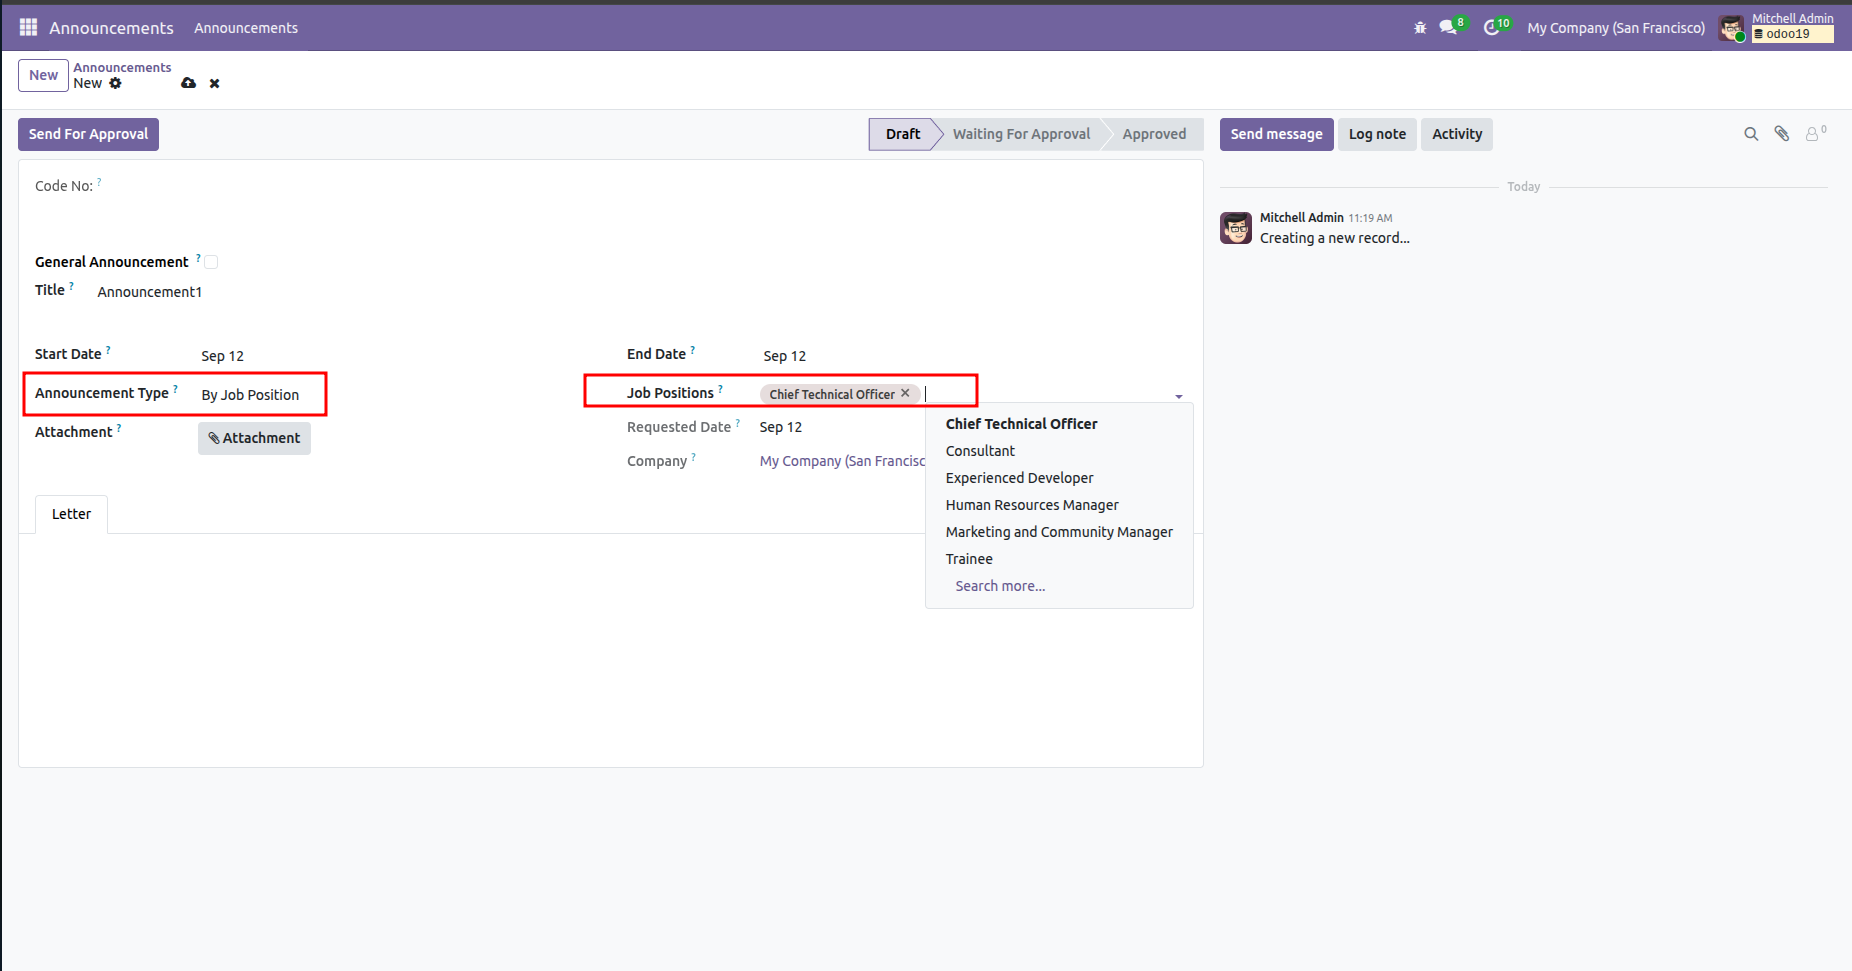 Announcements Announcements 8 10 My Company (San Francisco) Mitchell Admin
odoo19
New Announcements
New
Send For Approval Draft Waiting For Approval Approved Send message Log note Activity 0
Code No: ?
Today
Mitchell Admin 11:19 AM
Creating a new record...
General Announcement ?
Title ? Announcement1
Start Date ? Sep 12 End Date ? Sep 12
Announcement Type ? By Job Position Job Positions ? Chief Technical Officer
Attachment ? Attachment Requested Date ? Sep 12
Company ? My Company (San Francisc
Chief Technical Officer
Consultant
Experienced Developer
Human Resources Manager
Marketing and Community Manager
Trainee
Search more...
Letter